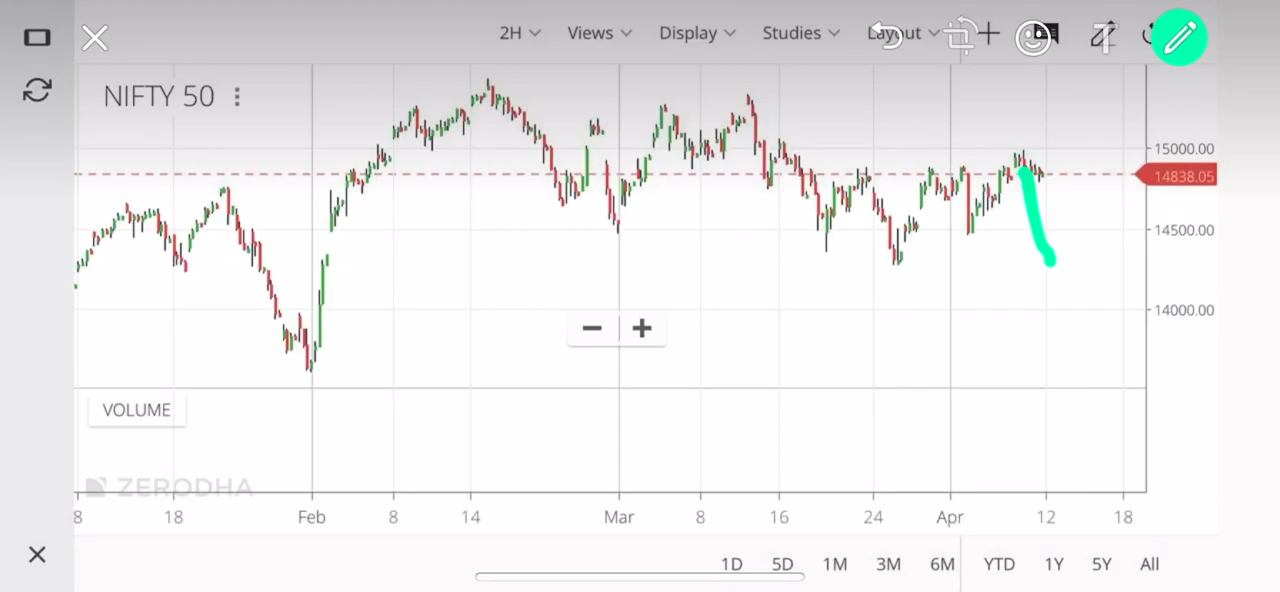 2H Views Display Studies Layout T
NIFTY 50
15000.00
14838.05
14500.00
14000.00
VOLUME
ZERODHA
8 18 Feb 8 14 Mar 8 16 24 Apr 12 18
1D 5D 1M 3M 6M YTD 1Y 5Y All